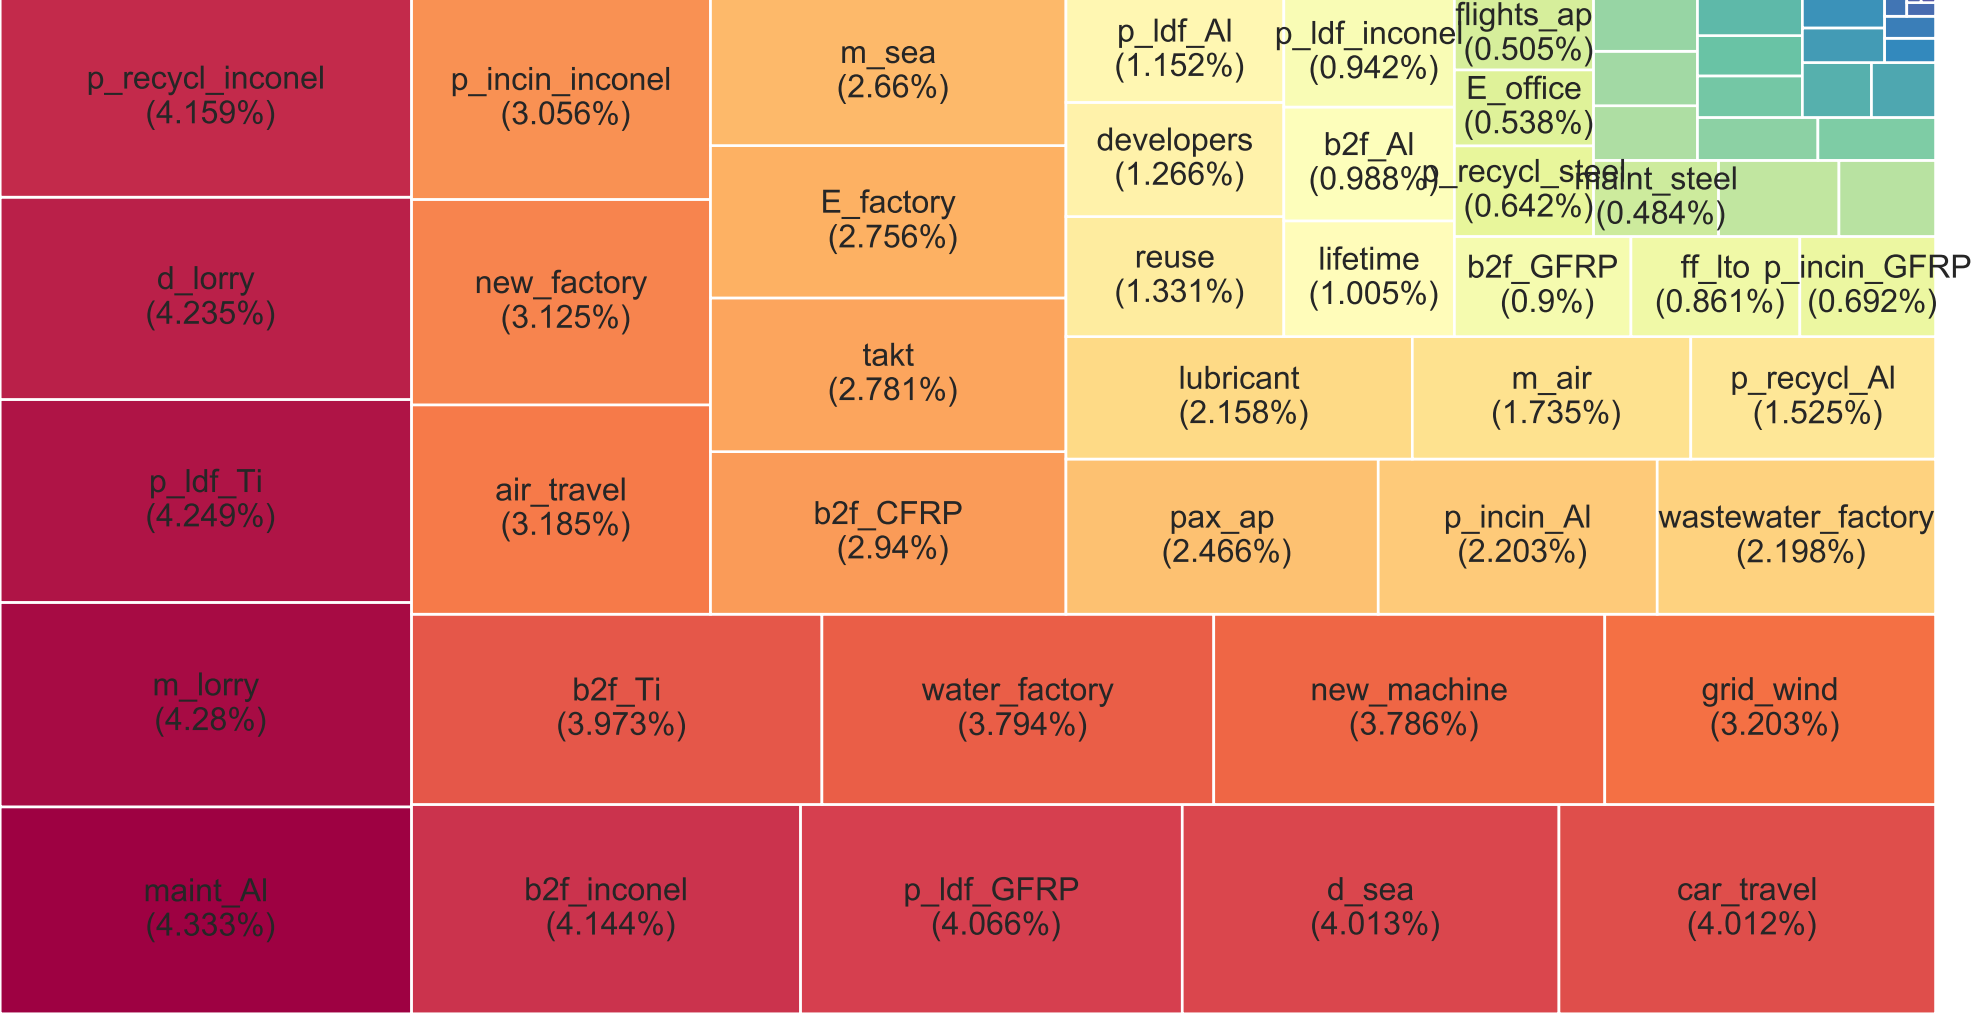 p_recycl_inconel
(4.159%)
d_lorry
(4.235%)
p_ldf_Ti
(4.249%)
m_lorry
(4.28%)
maint_Al
(4.333%)
p_incin_inconel
(3.056%)
new_factory
(3.125%)
air_travel
(3.185%)
m_sea
(2.66%)
E_factory
(2.756%)
takt
(2.781%)
b2f_CFRP
(2.94%)
p_ldf_Al
(1.152%)
developers
(1.266%)
reuse
(1.331%)
p_ldf_inconel
(0.942%)
b2f_Al
(0.988%)
lifetime
(1.005%)
flights_ap
(0.505%)
E_office
(0.538%)
p_recycl_steel
(0.642%)
maint_steel
(0.484%)
b2f_GFRP
(0.9%)
ff_lto
(0.861%)
p_incin_GFRP
(0.692%)
lubricant
(2.158%)
m_air
(1.735%)
p_recycl_Al
(1.525%)
pax_ap
(2.466%)
p_incin_Al
(2.203%)
wastewater_factory
(2.198%)
b2f_Ti
(3.973%)
water_factory
(3.794%)
new_machine
(3.786%)
grid_wind
(3.203%)
b2f_inconel
(4.144%)
p_ldf_GFRP
(4.066%)
d_sea
(4.013%)
car_travel
(4.012%)